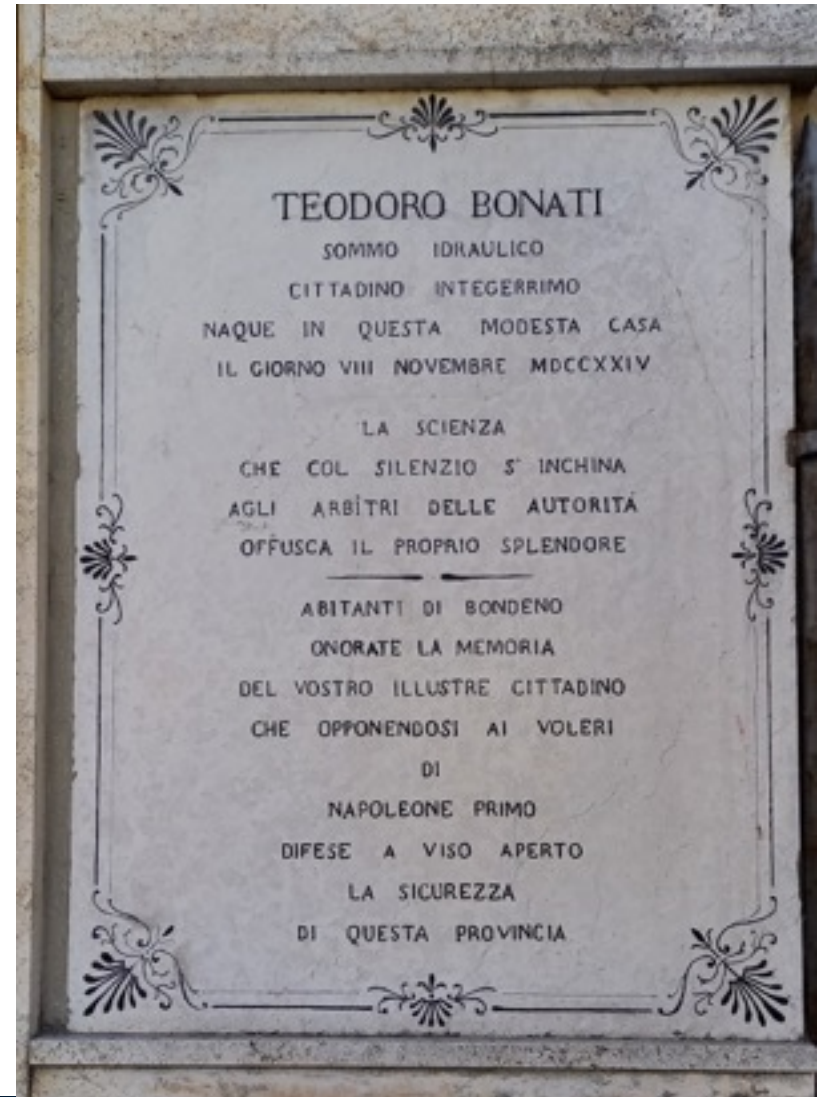 TEODORO BONATI
SOMMO IDRAULICO
CITTADINO INTEGERRIMO
NAQUE IN QUESTA MODESTA CASA
IL GIORNO VIII NOVEMBRE MDCCXXIV
LA SCIENZA
CHE COL SILENZIO S' INCHINA
AGLI ARBITRI DELLE AUTORITÀ
OFFUSCA IL PROPRIO SPLENDORE
ABITANTI DI BONDENO
ONORATE LA MEMORIA
DEL VOSTRO ILLUSTRE CITTADINO
CHE OPPONENDOSI AI VOLERI
DI
NAPOLEONE PRIMO
DIFESE A VISO APERTO
LA SICUREZZA
DI QUESTA PROVINCIA